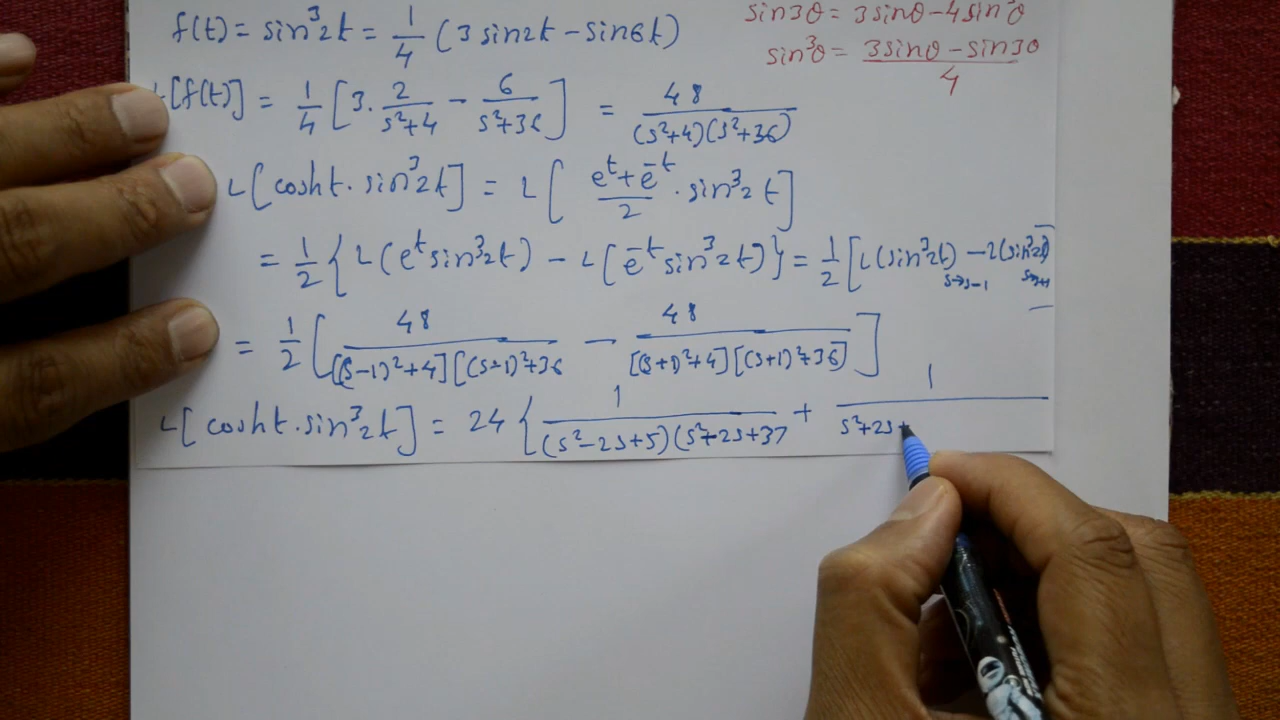 f(t) = sin³2t = 1/4 (3 sin2t – sin6t)
sin3θ = 3sinθ – 4sin³θ
sin³θ = (3sinθ – sin3θ)/4
L[f(t)] = 1/4 [3 · 2/(s²+4) – 6/(s²+36)] = 48/((s²+4)(s²+36))
L[cosht · sin³2t] = L[(eᵗ+e⁻ᵗ)/2 · sin³2t]
= 1/2 {L(eᵗsin³2t) – L[e⁻ᵗsin³2t)} = 1/2 [L(sin³2t) s→s–1 – L(sin³2t) s→s+1]
= 1/2 [48/([(s–1)²+4][(s–1)²+36) – 48/([(s+1)²+4][(s+1)²+36])]
L[cosht · sin³2t] = 24 {1/((s²–2s+5)(s²–2s+37) + 1/(s²+2s+